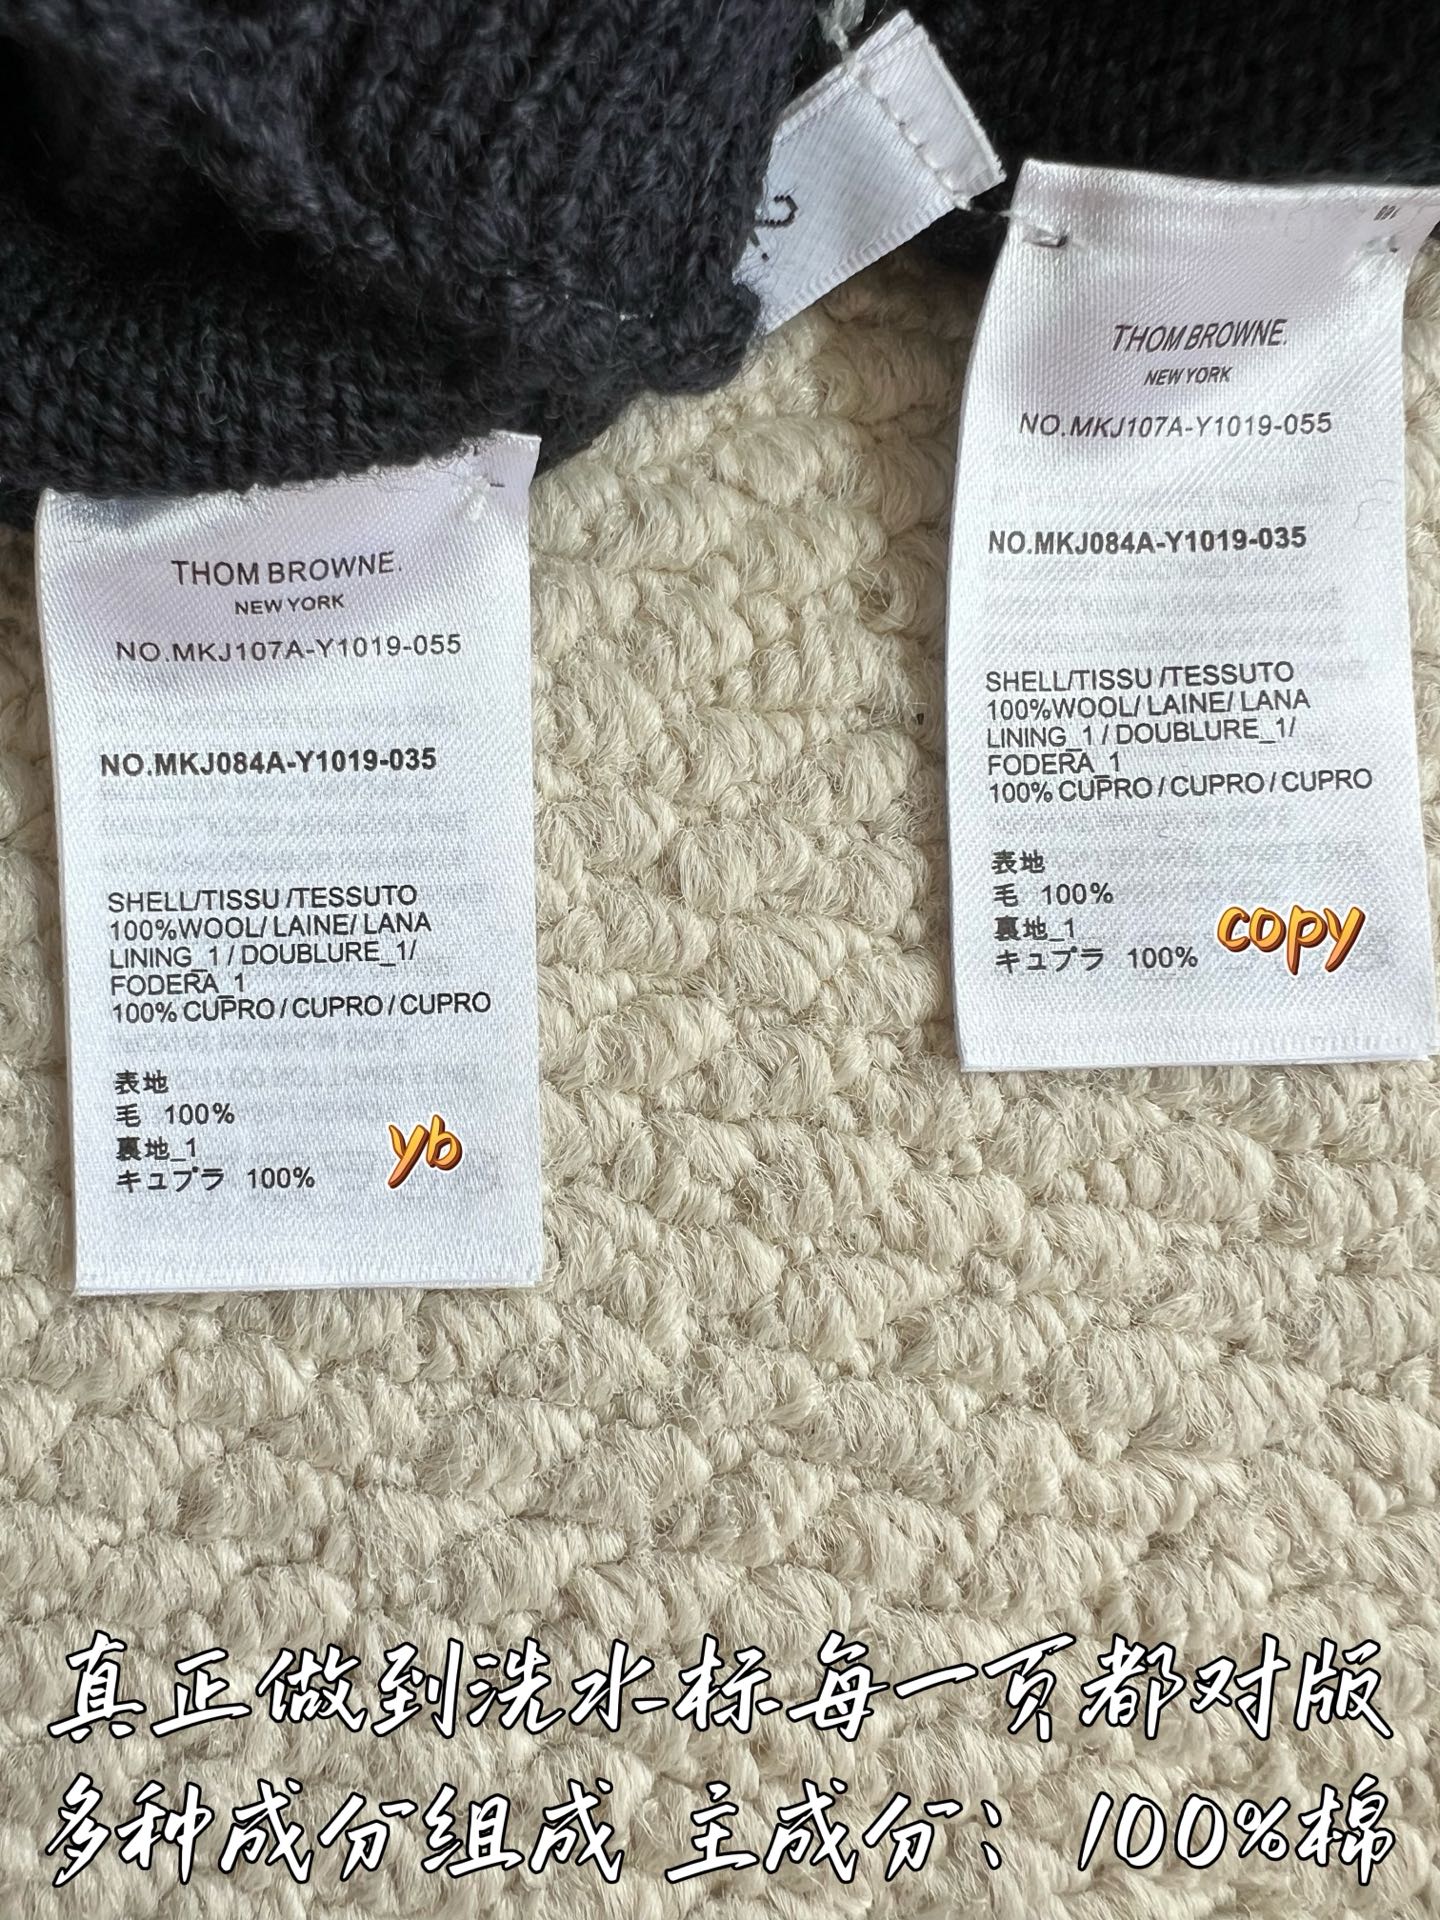 THOM BROWNE.
NEW YORK
NO.MKJ107A-Y1019-055
NO.MKJ084A-Y1019-035
SHELL/TISSU /TESSUTO
100%WOOL/ LAINE/ LANA
LINING_1 / DOUBLURE_1/
FODERA_1
100% CUPRO / CUPRO / CUPRO
表地
毛 100%
裏地_1
キュプラ 100%
yb
THOM BROWNE.
NEW YORK
NO.MKJ107A-Y1019-055
NO.MKJ084A-Y1019-035
SHELL/TISSU /TESSUTO
100%WOOL/ LAINE/ LANA
LINING_1 / DOUBLURE_1/
FODERA_1
100% CUPRO / CUPRO / CUPRO
表地
毛 100%
裏地_1
キュプラ 100%
copy
真正做到洗水标每一页都对版
多种成分组成 主成分：100%棉